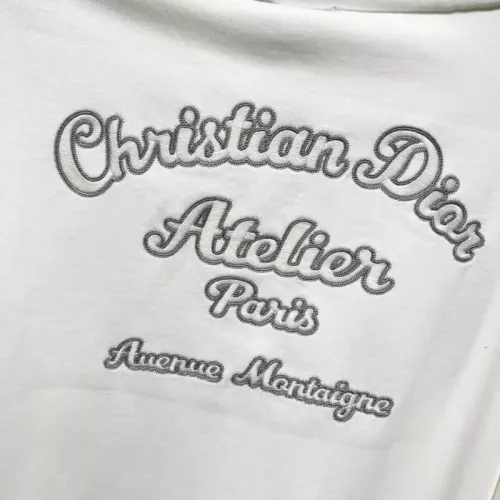 Christian Dior
Atelier
Paris
Avenue Montaigne